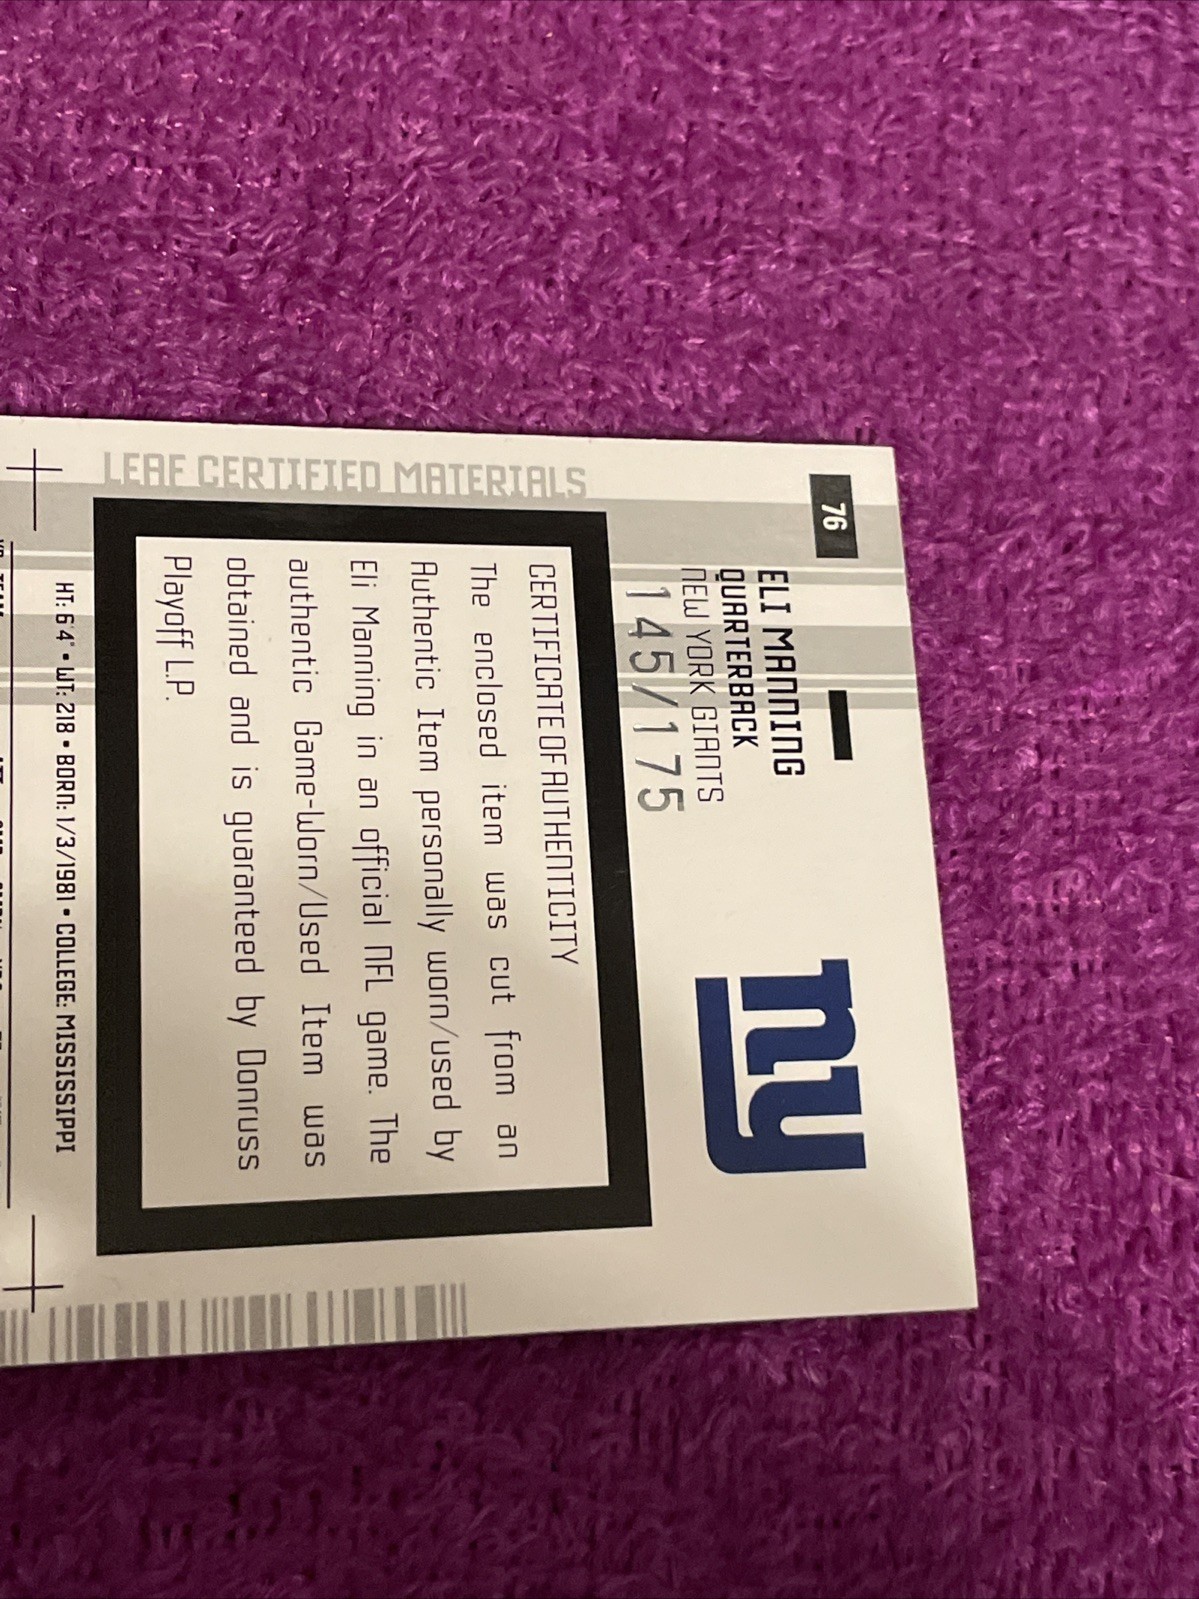 76
ELI MANNING
QUARTERBACK
NEW YORK GIANTS
145/175
ny
LEAF CERTIFIED MATERIALS
CERTIFICATE OF AUTHENTICITY
The enclosed item was cut from an
Authentic Item personally worn/used by
Eli Manning in an official NFL game. The
authentic Game-Worn/Used Item was
obtained and is guaranteed by Donruss
Playoff L.P.
HT: 6'4" • WT: 218 • BORN: 1/3/1981 • COLLEGE: MISSISSIPPI